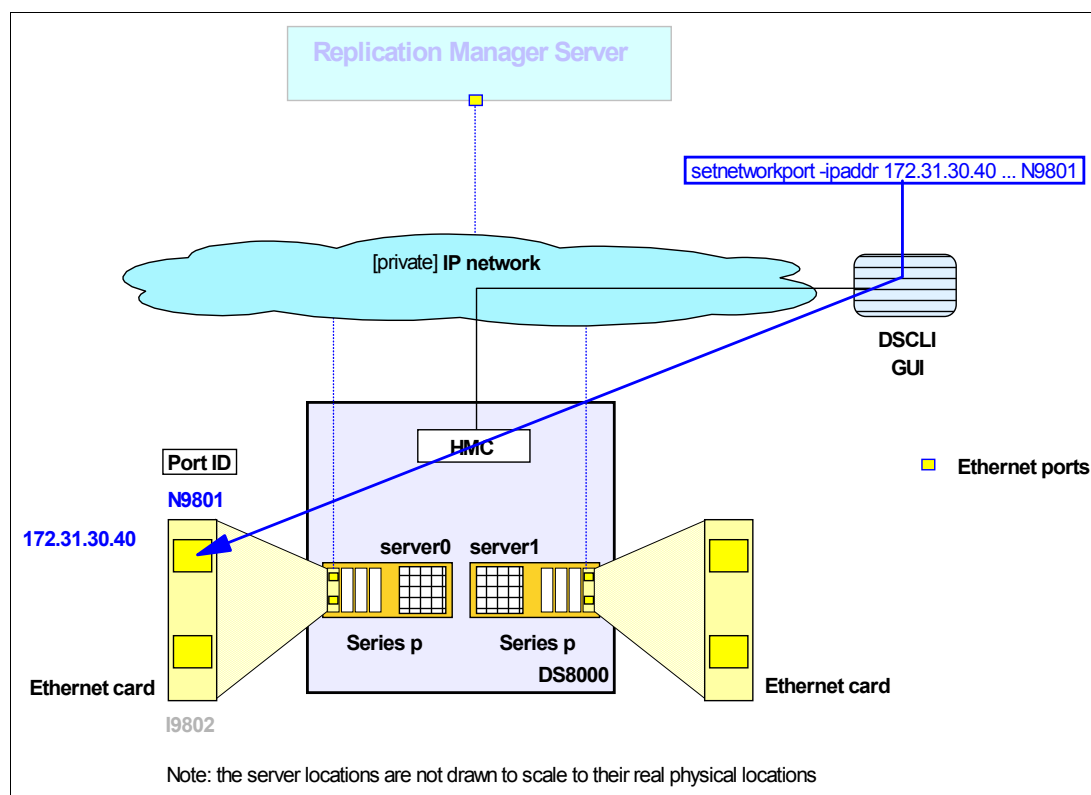 Replication Manager Server
setnetworkport -ipaddr 172.31.30.40 ... N9801
[private] IP network
DSCLI
GUI
HMC
Port ID
Ethernet ports
N9801
172.31.30.40
server0
server1
Series p
Series p
DS8000
Ethernet card
Ethernet card
I9802
Note: the server locations are not drawn to scale to their real physical locations